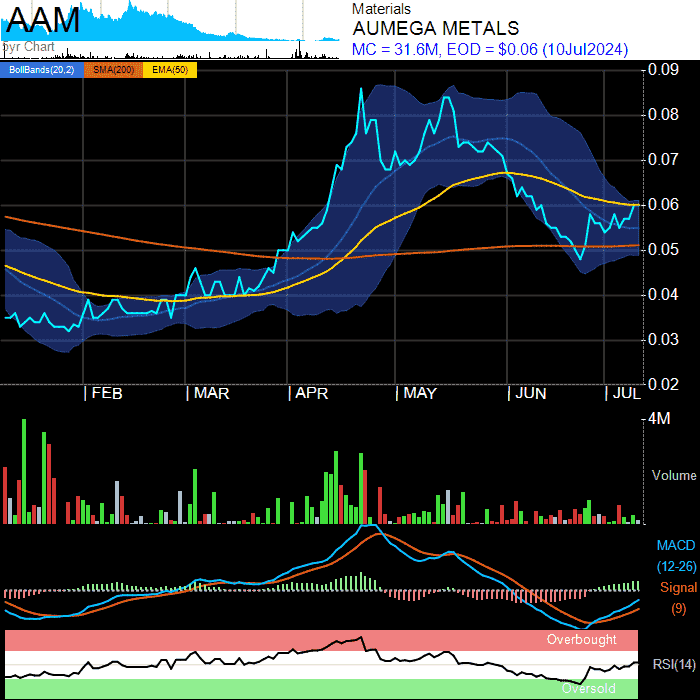 AAM
5yr Chart
Materials
AUMEGA METALS
MC = 31.6M, EOD = $0.06 (10Jul2024)
BollBands(20,2) SMA(200) EMA(50)
0.09
0.08
0.07
0.06
0.05
0.04
0.03
0.02
FEB MAR APR MAY JUN JUL
4M
Volume
MACD
(12-26)
Signal
(9)
Overbought
RSI(14)
Oversold